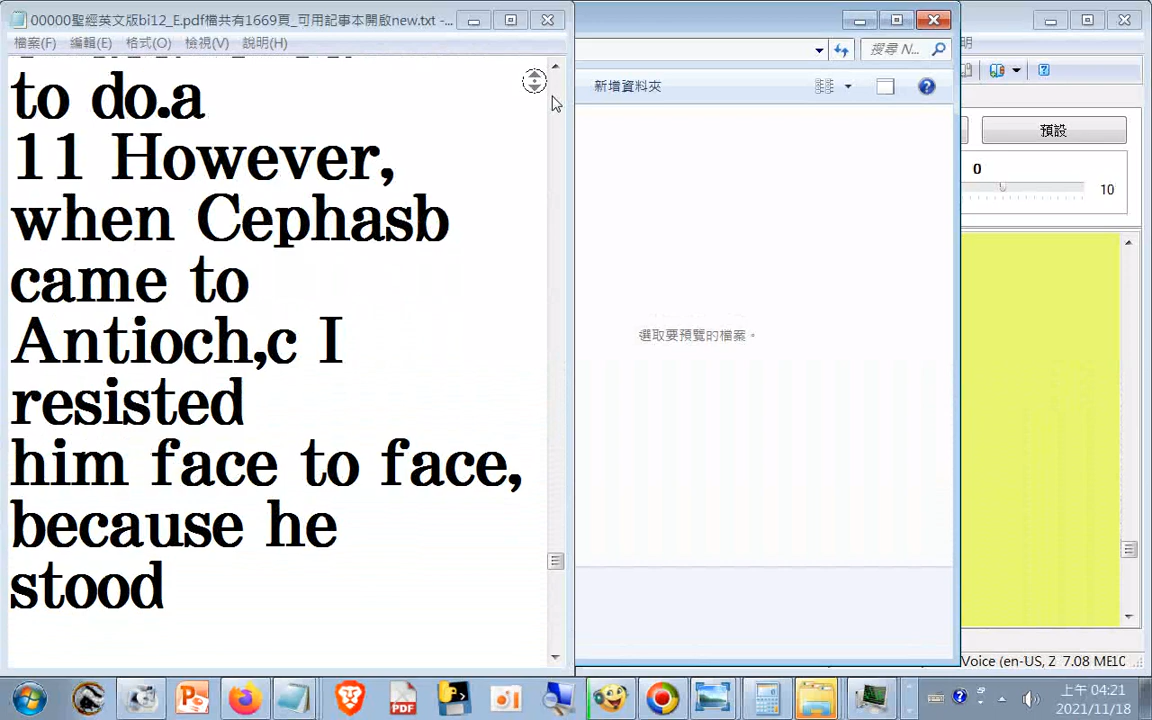 00000聖經英文版bi12_E.pdf檔共有1669頁_可用記事本開啟new.txt -...
檔案(F) 編輯(E) 格式(O) 檢視(V) 說明(H)
to do.a
11 However,
when Cephasb
came to
Antioch,c I
resisted
him face to face,
because he
stood
搜尋 N...
新增資料夾
選取要預覽的檔案。
明
預設
0
10
Voice (en-US, Z 7.08 ME1C
PDF
上午 04:21
2021/11/18